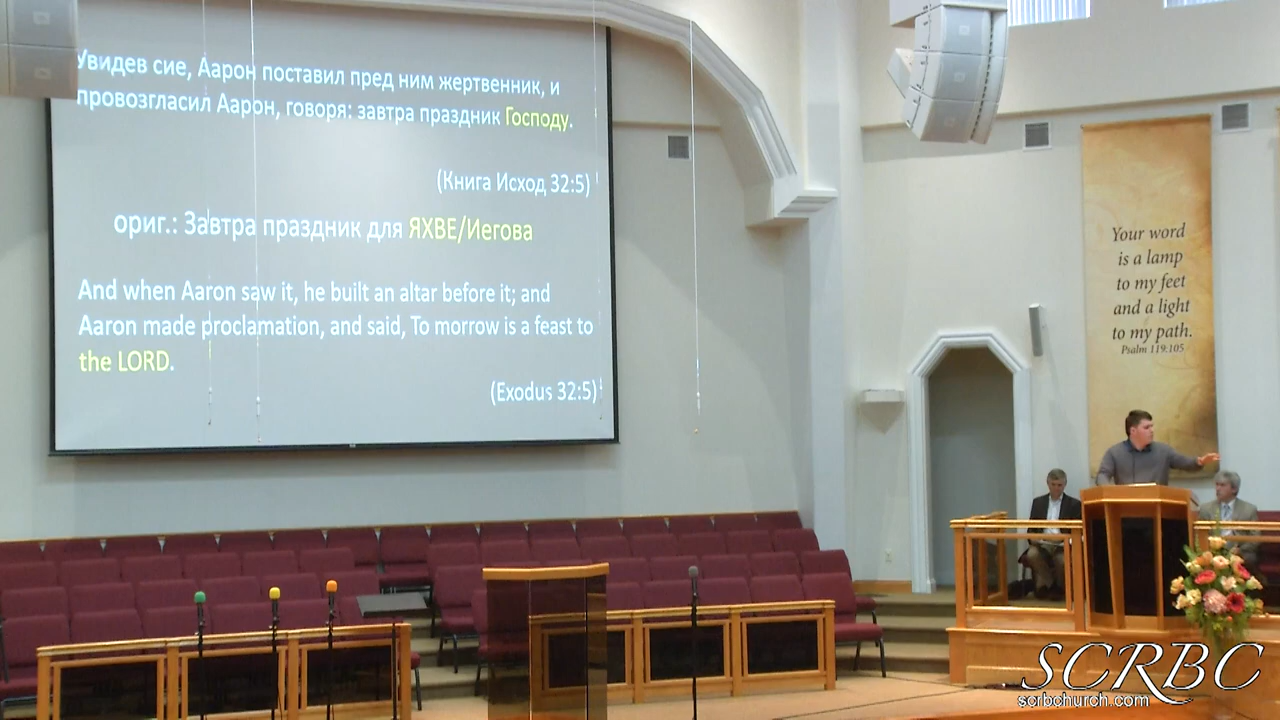 Увидев сие, Аарон поставил пред ним жертвенник, и
провозгласил Аарон, говоря: завтра праздник Господу.
(Книга Исход 32:5)
ориг.: Завтра праздник для ЯХВЕ/Иегова
And when Aaron saw it, he built an altar before it; and
Aaron made proclamation, and said, To morrow is a feast to
the LORD.
(Exodus 32:5)
Your word
is a lamp
to my feet
and a light
to my path.
Psalm 119:105
SCRBC
scrbchurch.com